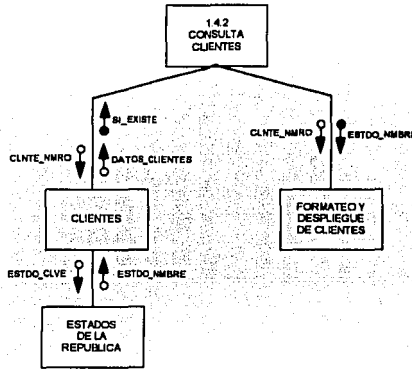 1.4.2
CONSULTA
CLIENTES
SI_EXISTE
CLNTE_NMRO
DATOS_CLIENTES
CLNTE_NMRO
ESTDO_NMBRE
CLIENTES
FORMATEO Y
DESPLIEGUE
DE CLIENTES
ESTDO_CLVE
ESTDO_NMBRE
ESTADOS
DE LA
REPUBLICA